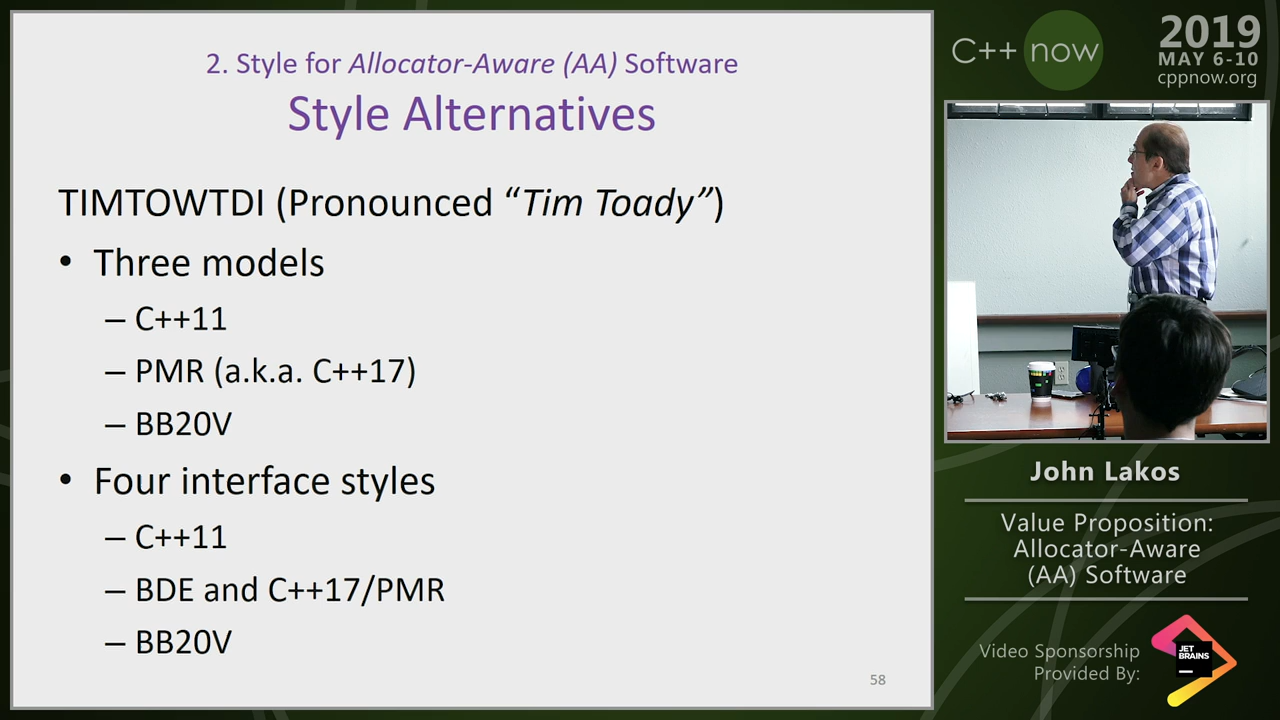 2. Style for Allocator-Aware (AA) Software
Style Alternatives
TIMTOWTDI (Pronounced “Tim Toady”)
• Three models
– C++11
– PMR (a.k.a. C++17)
– BB20V
• Four interface styles
– C++11
– BDE and C++17/PMR
– BB20V
58
C++ now
2019
MAY 6-10
cppnow.org
John Lakos
Value Proposition:
Allocator-Aware
(AA) Software
Video Sponsorship
Provided By:
JET
BRAINS